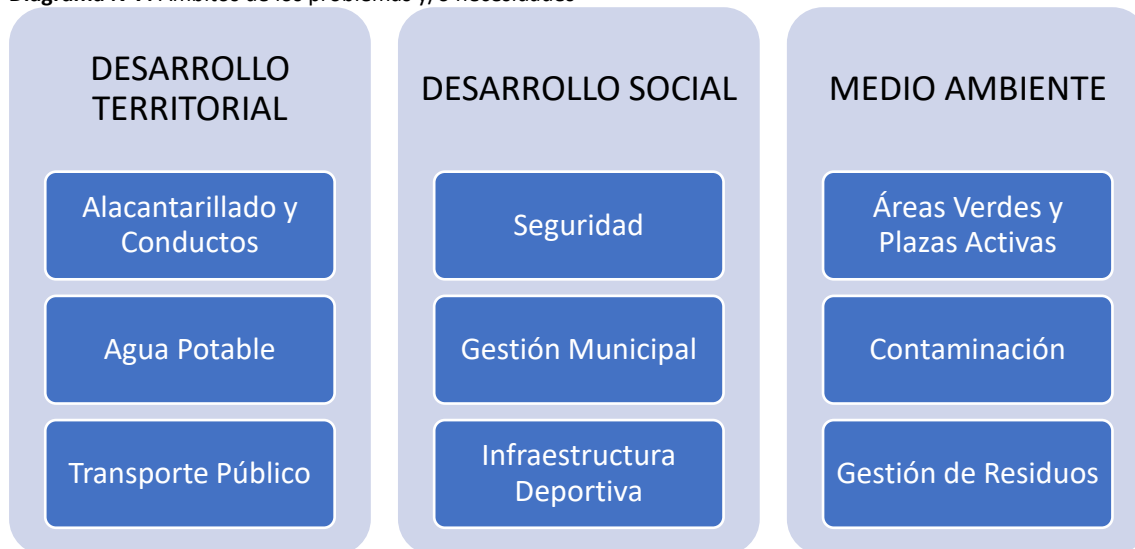 DESARROLLO
TERRITORIAL
Alacantarillado y
Conductos
Agua Potable
Transporte Público
DESARROLLO SOCIAL
Seguridad
Gestión Municipal
Infraestructura
Deportiva
MEDIO AMBIENTE
Áreas Verdes y
Plazas Activas
Contaminación
Gestión de Residuos